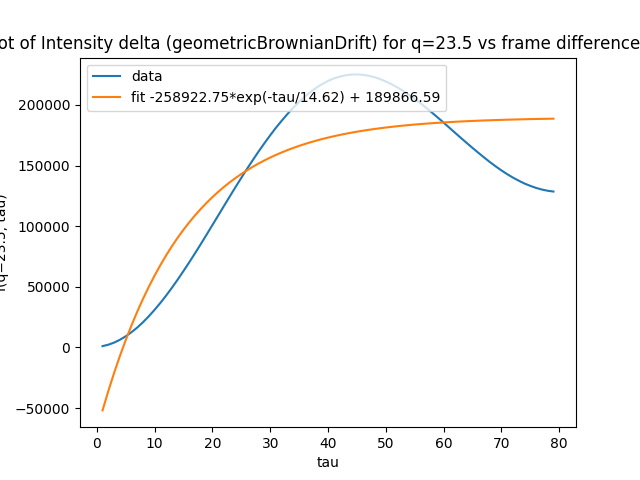 ot of Intensity delta (geometricBrownianDrift) for q=23.5 vs frame difference
data
fit -258922.75*exp(-tau/14.62) + 189866.59
200000
150000
100000
50000
0
−50000
0 10 20 30 40 50 60 70 80
tau